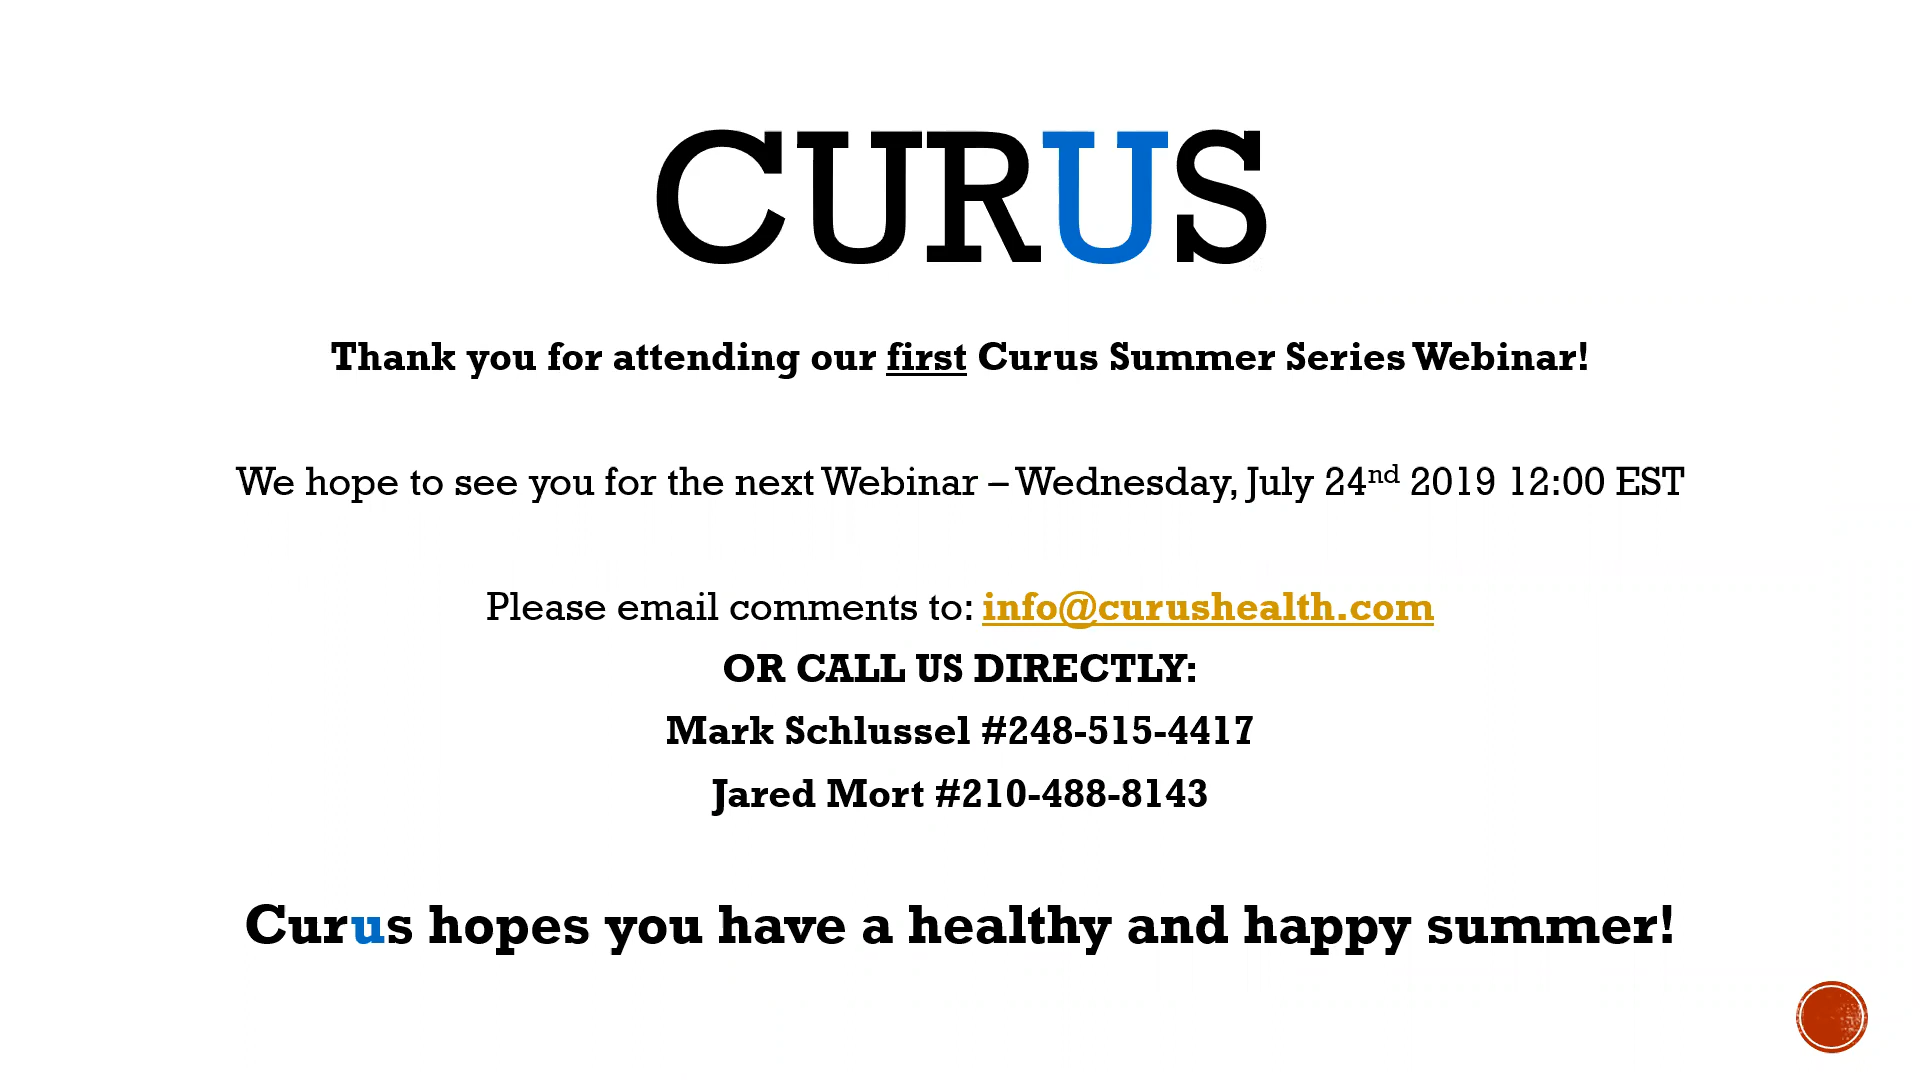 CURUS
Thank you for attending our first Curus Summer Series Webinar!
We hope to see you for the next Webinar – Wednesday, July 24nd 2019 12:00 EST
Please email comments to: info@curushealth.com
OR CALL US DIRECTLY:
Mark Schlussel #248-515-4417
Jared Mort #210-488-8143
Curus hopes you have a healthy and happy summer!